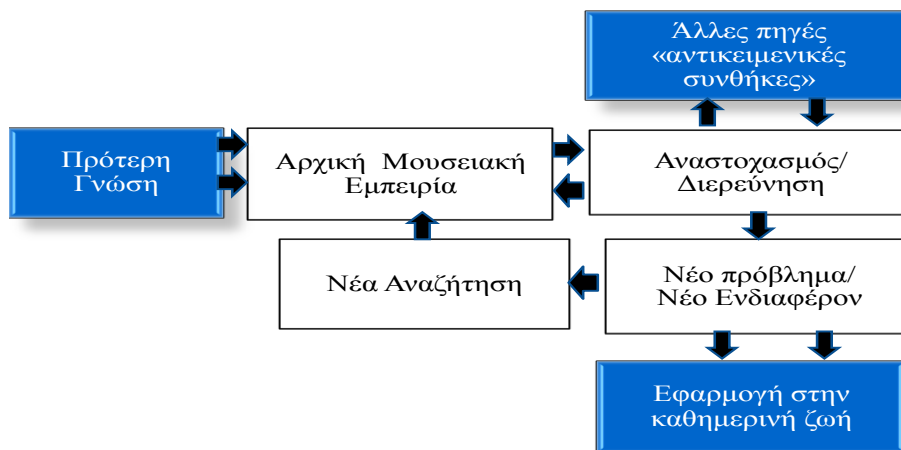 Άλλες πηγές
«αντικειμενικές
συνθήκες»
Πρότερη
Γνώση
Αρχική Μουσειακή
Εμπειρία
Αναστοχασμός/
Διερεύνηση
Νέα Αναζήτηση
Νέο πρόβλημα/
Νέο Ενδιαφέρον
Εφαρμογή στην
καθημερινή ζωή